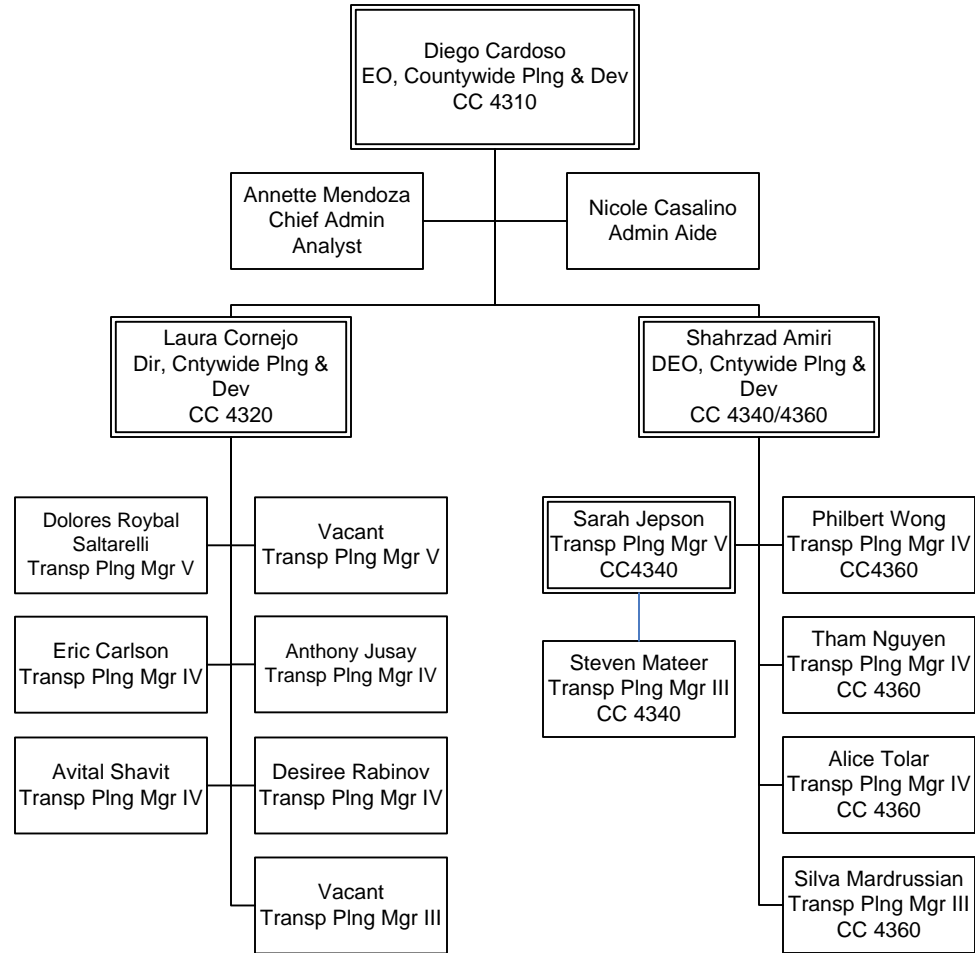 Diego Cardoso
EO, Countywide Plng & Dev
CC 4310
Annette Mendoza
Chief Admin
Analyst
Nicole Casalino
Admin Aide
Laura Cornejo
Dir, Cntywide Plng &
Dev
CC 4320
Shahrzad Amiri
DEO, Cntywide Plng &
Dev
CC 4340/4360
Dolores Roybal
Saltarelli
Transp Plng Mgr V
Vacant
Transp Plng Mgr V
Eric Carlson
Transp Plng Mgr IV
Anthony Jusay
Transp Plng Mgr IV
Avital Shavit
Transp Plng Mgr IV
Desiree Rabinov
Transp Plng Mgr IV
Vacant
Transp Plng Mgr III
Sarah Jepson
Transp Plng Mgr V
CC4340
Steven Mateer
Transp Plng Mgr III
CC 4340
Philbert Wong
Transp Plng Mgr IV
CC4360
Tham Nguyen
Transp Plng Mgr IV
CC 4360
Alice Tolar
Transp Plng Mgr IV
CC 4360
Silva Mardrussian
Transp Plng Mgr III
CC 4360